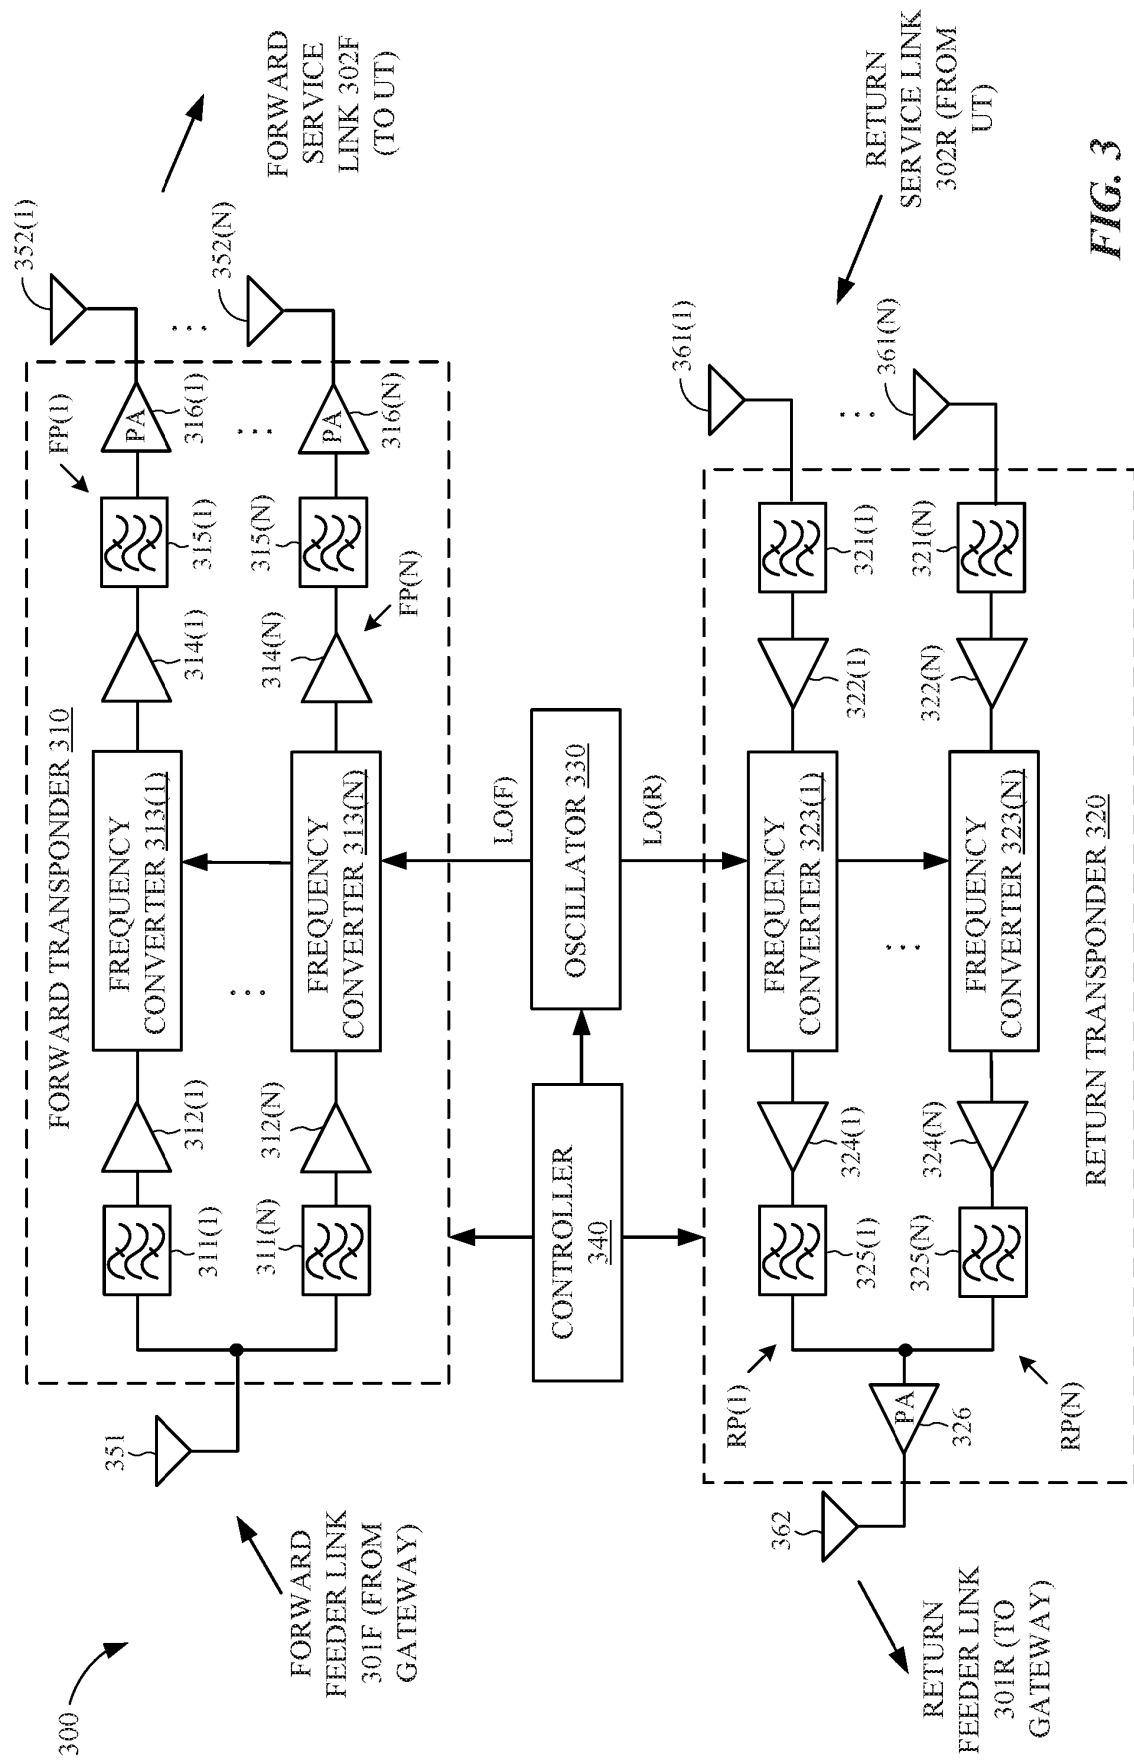 300
FORWARD TRANSPONDER 310
FORWARD
FEEDER LINK
301F (FROM
GATEWAY)
351
311(1)
312(1)
FREQUENCY
CONVERTER 313(1)
314(1)
315(1)
FP(1)
PA
316(1)
352(1)
...
311(N)
312(N)
...
FREQUENCY
CONVERTER 313(N)
314(N)
315(N)
FP(N)
...
PA
316(N)
352(N)
FORWARD
SERVICE
LINK 302F
(TO UT)
CONTROLLER
340
OSCILLATOR 330
LO(F)
LO(R)
RETURN
FEEDER LINK
301R (TO
GATEWAY)
362
PA
326
RP(1)
RP(N)
325(1)
324(1)
FREQUENCY
CONVERTER 323(1)
322(1)
321(1)
361(1)
...
325(N)
324(N)
...
FREQUENCY
CONVERTER 323(N)
322(N)
321(N)
361(N)
RETURN
SERVICE LINK
302R (FROM
UT)
RETURN TRANSPONDER 320
FIG. 3